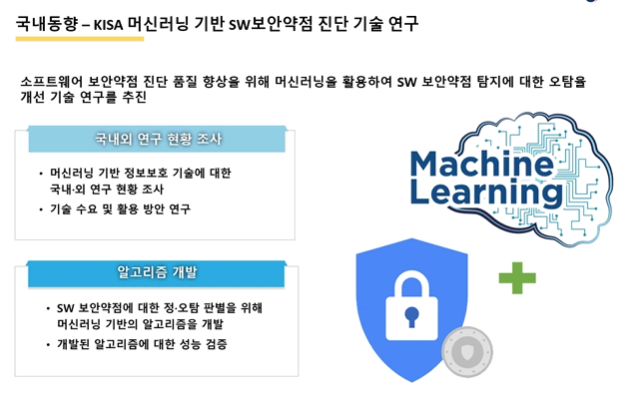 국내동향 – KISA 머신러닝 기반 SW보안약점 진단 기술 연구
소프트웨어 보안약점 진단 품질 향상을 위해 머신러닝을 활용하여 SW 보안약점 탐지에 대한 오탐율
개선 기술 연구를 추진
국내외 연구 현황 조사
• 머신러닝 기반 정보보호 기술에 대한
국내·외 연구 현황 조사
• 기술 수요 및 활용 방안 연구
Machine
Learning
알고리즘 개발
• SW 보안약점에 대한 정·오탐 판별을 위해
머신러닝 기반의 알고리즘을 개발
• 개발된 알고리즘에 대한 성능 검증